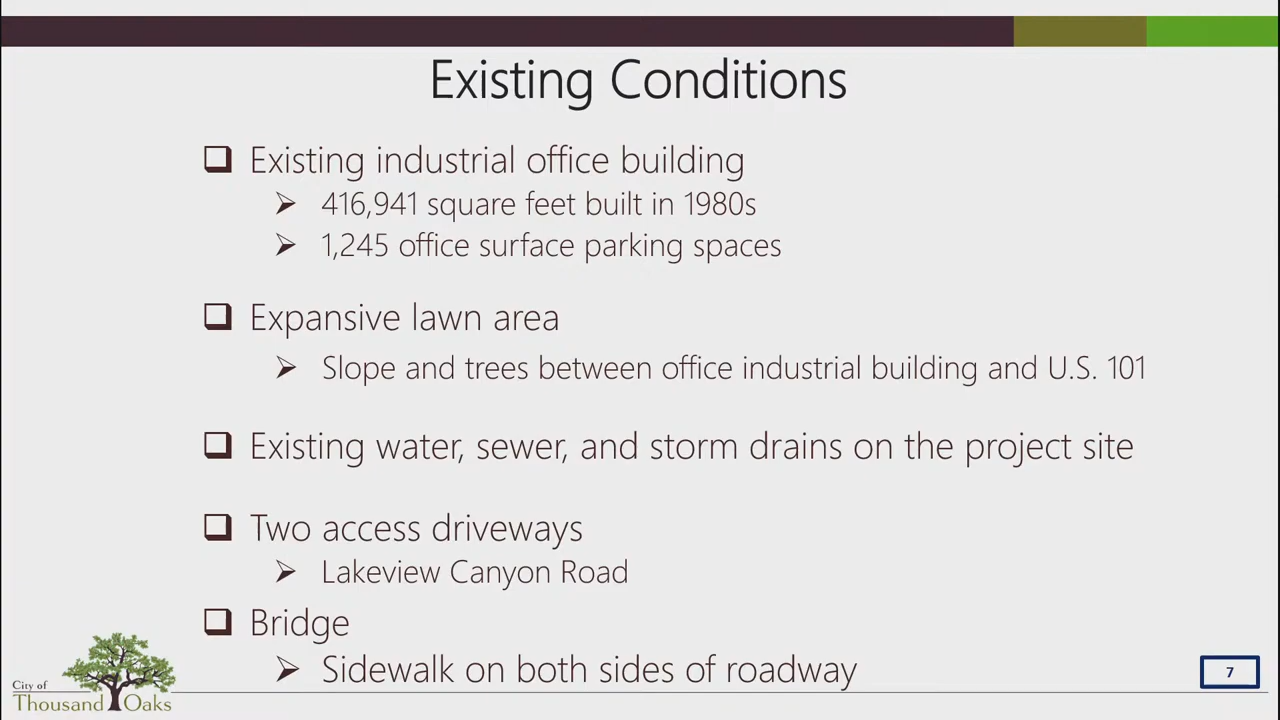 Existing Conditions
Existing industrial office building
416,941 square feet built in 1980s
1,245 office surface parking spaces
Expansive lawn area
Slope and trees between office industrial building and U.S. 101
Existing water, sewer, and storm drains on the project site
Two access driveways
Lakeview Canyon Road
Bridge
Sidewalk on both sides of roadway
City of
Thousand Oaks
7